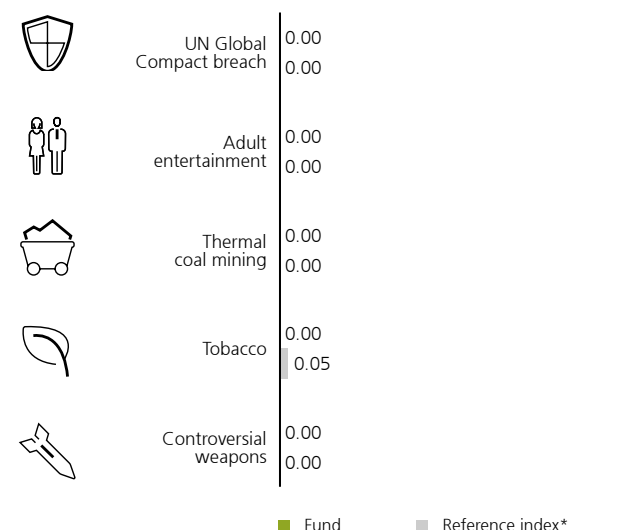 UN Global
Compact breach
0.00
0.00
Adult
entertainment
0.00
0.00
Thermal
coal mining
0.00
0.00
Tobacco
0.00
0.05
Controversial
weapons
0.00
0.00
Fund
Reference index*